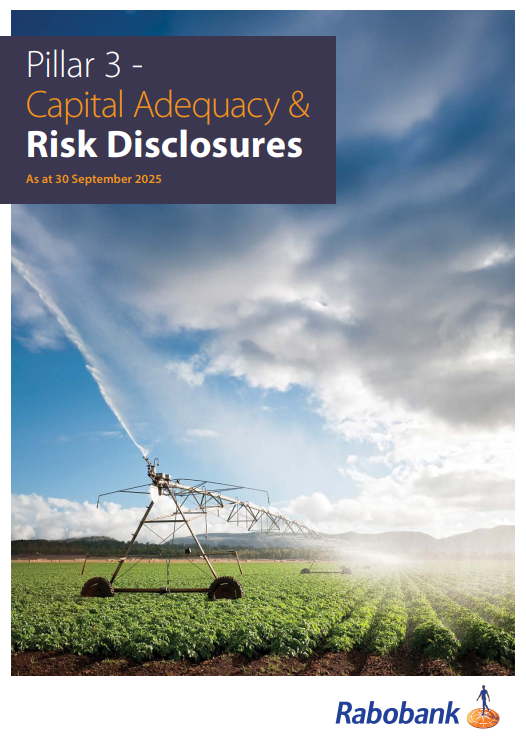 Pillar 3 -
Capital Adequacy &
Risk Disclosures
As at 30 September 2025
Rabobank